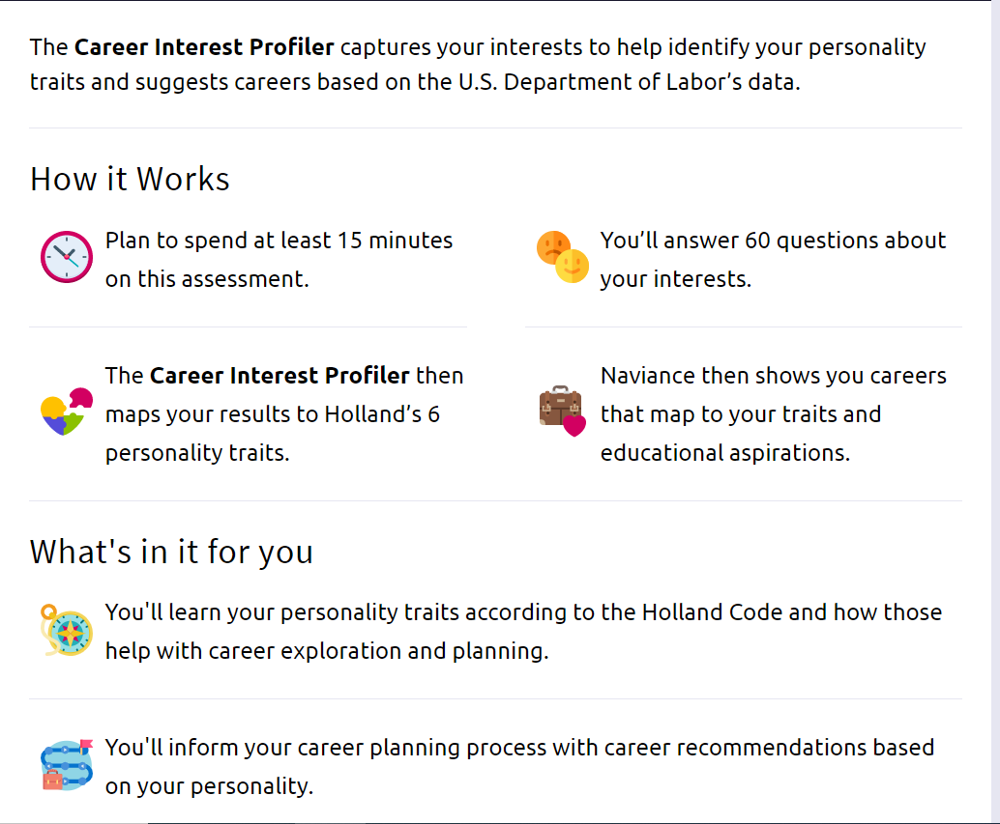 The Career Interest Profiler captures your interests to help identify your personality
traits and suggests careers based on the U.S. Department of Labor’s data.
How it Works
Plan to spend at least 15 minutes
on this assessment.
You’ll answer 60 questions about
your interests.
The Career Interest Profiler then
maps your results to Holland’s 6
personality traits.
Naviance then shows you careers
that map to your traits and
educational aspirations.
What's in it for you
You'll learn your personality traits according to the Holland Code and how those
help with career exploration and planning.
You'll inform your career planning process with career recommendations based
on your personality.